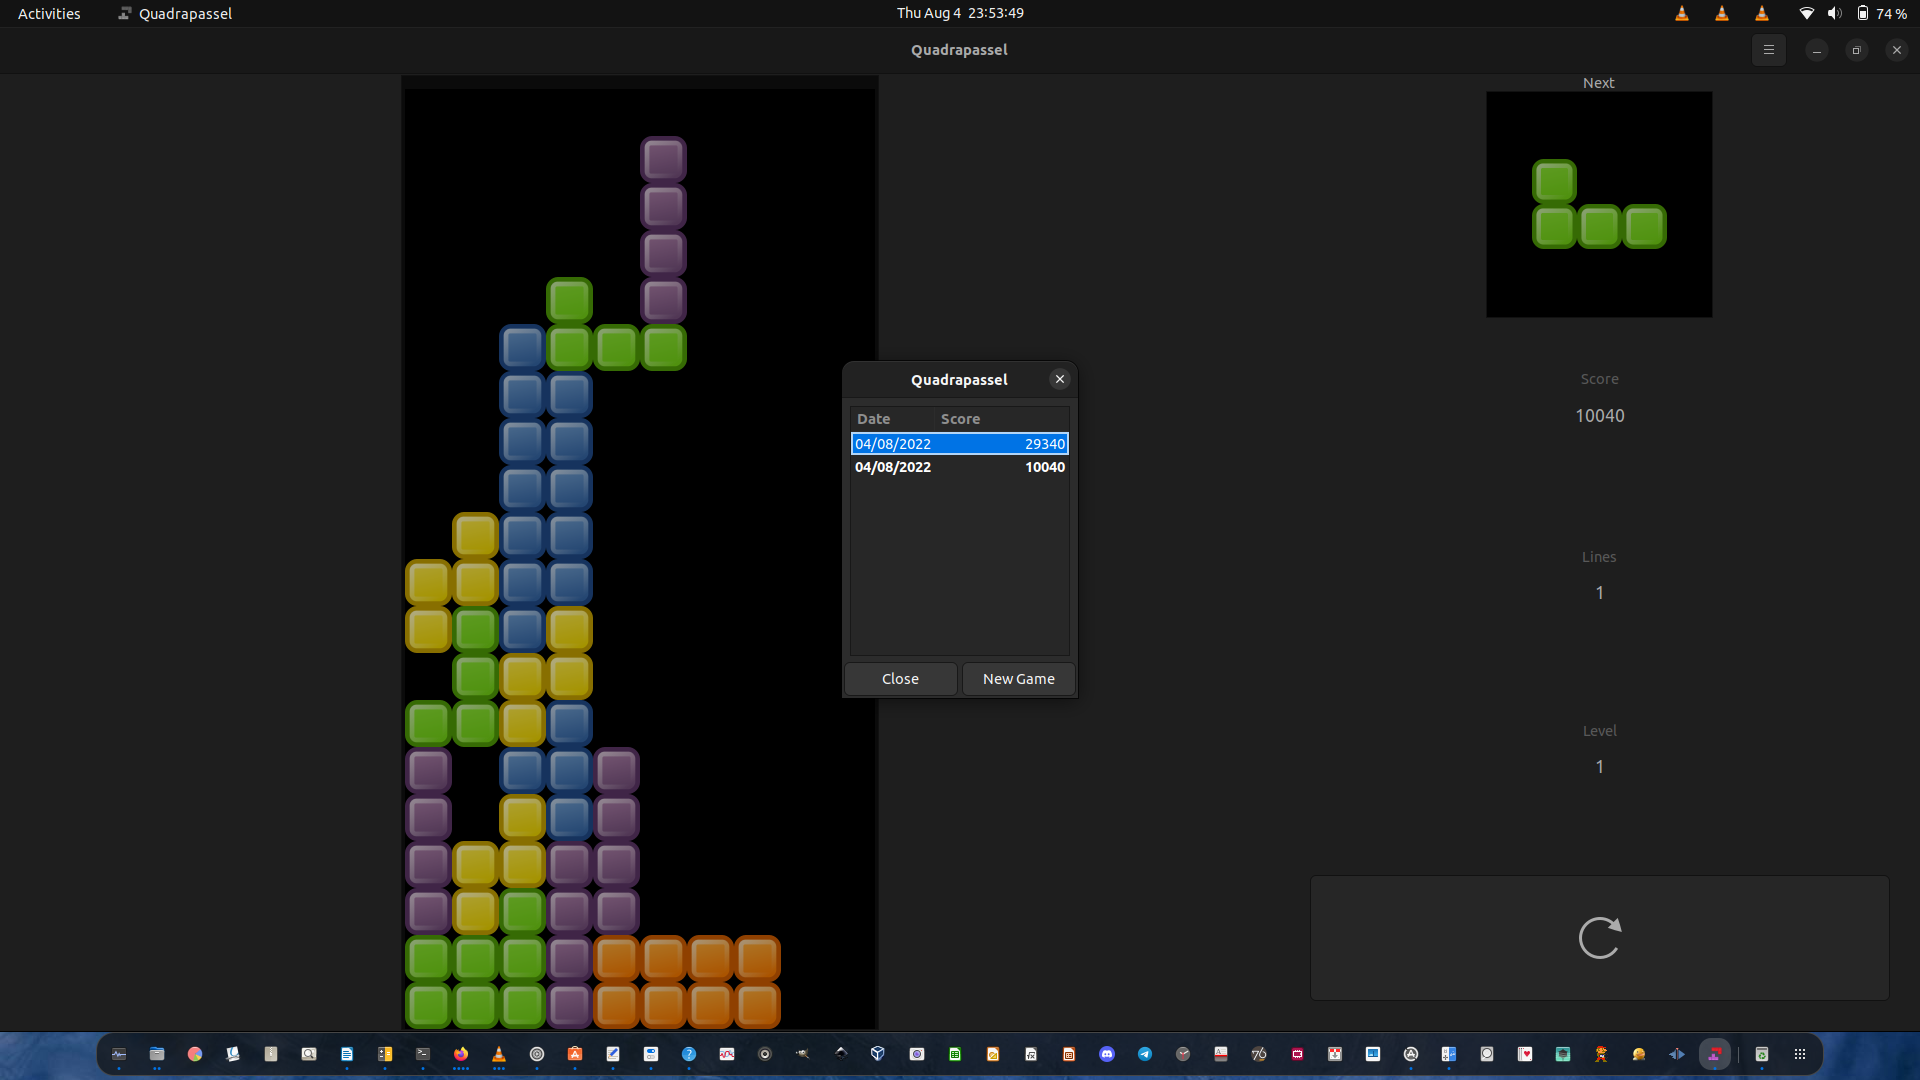 Activities
Quadrapassel
Thu Aug 4 23:53:49
74 %
Quadrapassel
Next
Score
10040
Lines
1
Level
1
Quadrapassel
Date Score
04/08/2022 29340
04/08/2022 10040
Close New Game